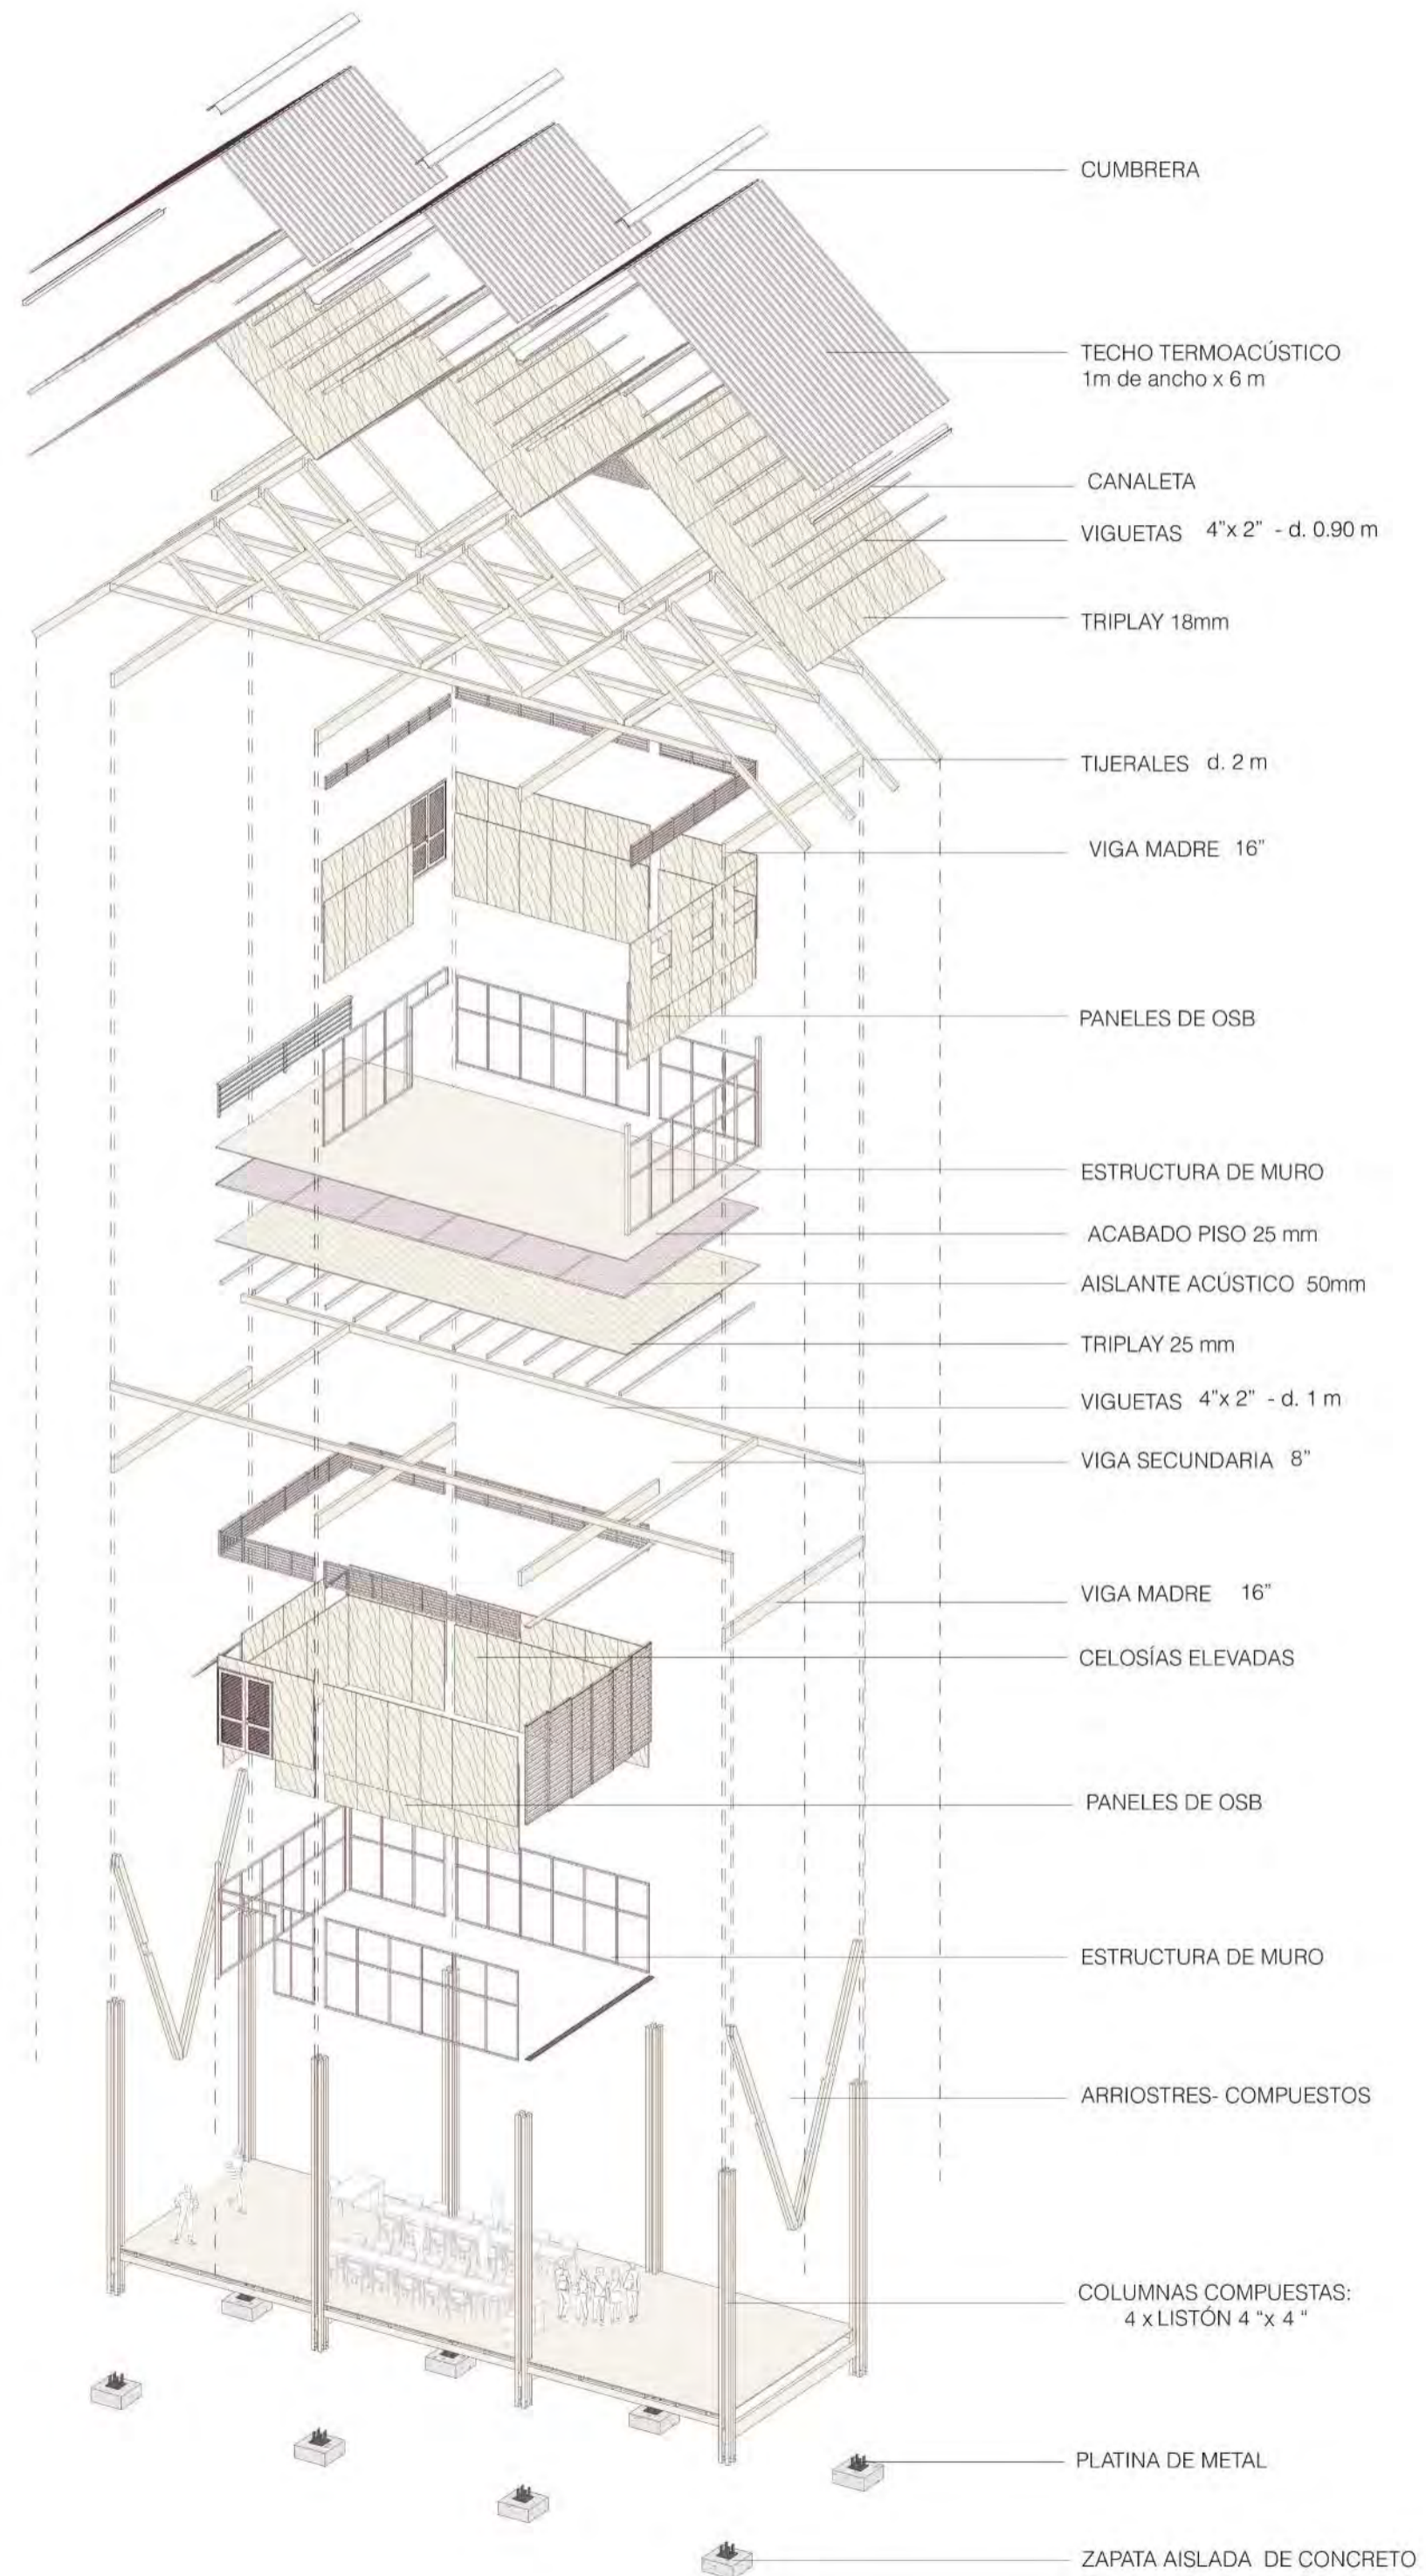 CUMBRERA
TECHO TERMOACÚSTICO
1m de ancho x 6 m
CANALETA
VIGUETAS 4"x 2" - d. 0.90 m
TRIPLAY 18mm
TIJERALES d. 2 m
VIGA MADRE 16"
PANELES DE OSB
ESTRUCTURA DE MURO
ACABADO PISO 25 mm
AISLANTE ACÚSTICO 50mm
TRIPLAY 25 mm
VIGUETAS 4"x 2" - d. 1 m
VIGA SECUNDARIA 8"
VIGA MADRE 16"
CELOSÍAS ELEVADAS
PANELES DE OSB
ESTRUCTURA DE MURO
ARRIOSTRES- COMPUESTOS
COLUMNAS COMPUESTAS:
4 x LISTÓN 4 “x 4 “
PLATINA DE METAL
ZAPATA AISLADA DE CONCRETO